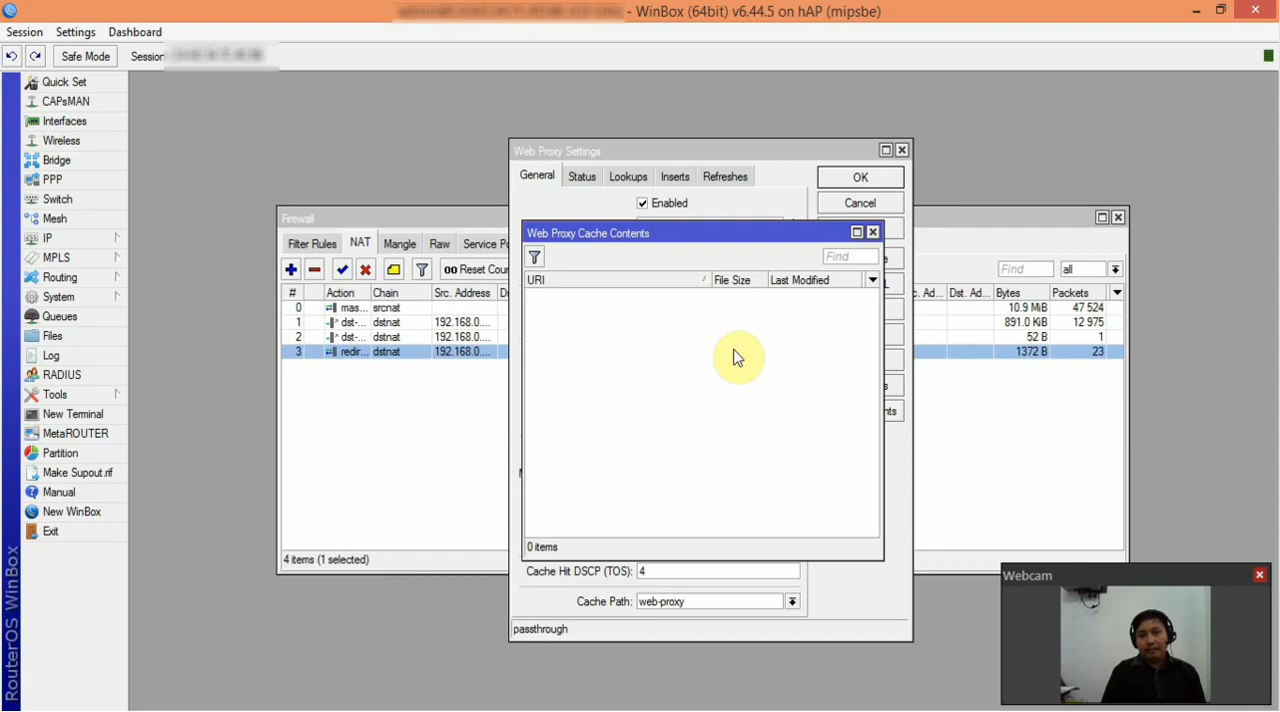 - WinBox (64bit) v6.44.5 on hAP (mipsbe)
Session Settings Dashboard
Safe Mode Session
Quick Set
CAPsMAN
Interfaces
Wireless
Bridge
PPP
Switch
Mesh
IP
MPLS
Routing
System
Queues
Files
Log
RADIUS
Tools
New Terminal
MetaROUTER
Partition
Make Supout.rif
Manual
New WinBox
Exit
RouterOS WinBox
Firewall
Filter Rules NAT Mangle Raw Service Po
00 Reset Cour
Find all
# Action Chain Src. Address D c. Ad... Dst. Ad... Bytes Packets
0 mas... srcnat 10.9 MiB 47 524
1 dst-... dstnat 192.168.0.... 891.0 KiB 12 975
2 dst-... dstnat 192.168.0.... 52 B 1
3 redir... dstnat 192.168.0.... 1372 B 23
4 items (1 selected)
Web Proxy Settings
General Status Lookups Inserts Refreshes
OK
Enabled
Cancel
Web Proxy Cache Contents
Find
URI File Size Last Modified
0 items
nts
Cache Hit DSCP (TOS): 4
Cache Path: web-proxy
passthrough
Webcam